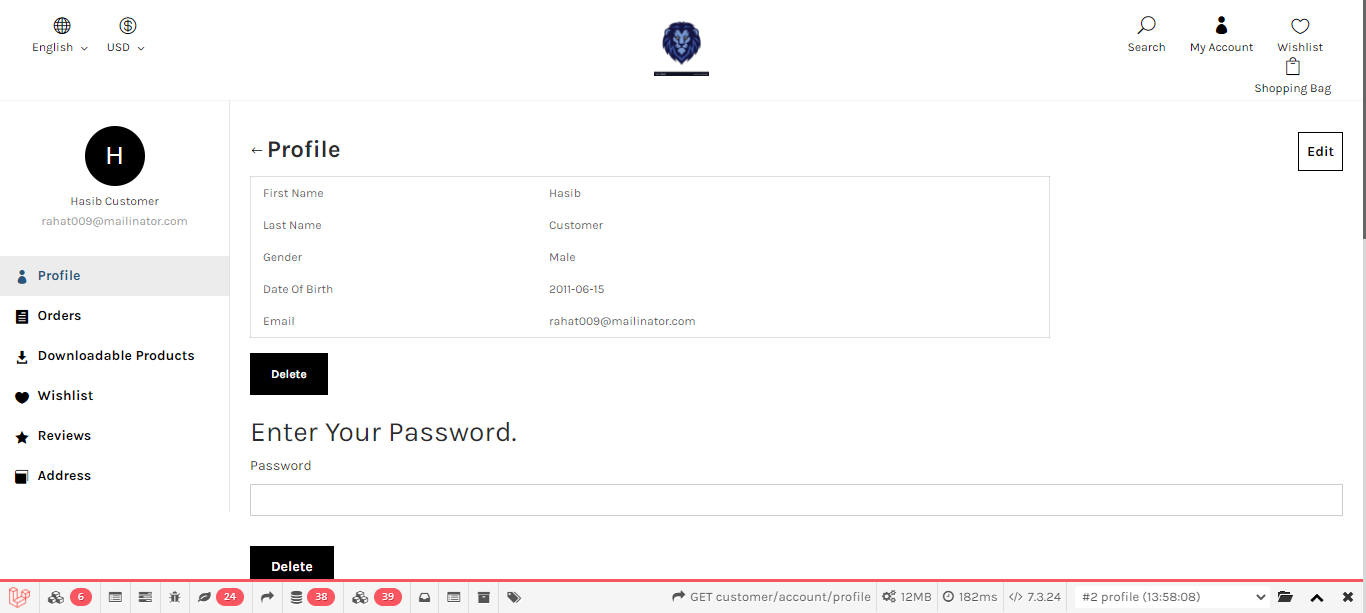 English
USD
Search
My Account
Wishlist
Shopping Bag
H
Hasib Customer
rahat009@mailinator.com
Profile
Orders
Downloadable Products
Wishlist
Reviews
Address
←Profile
Edit
First Name Hasib
Last Name Customer
Gender Male
Date Of Birth 2011-06-15
Email rahat009@mailinator.com
Delete
Enter Your Password.
Password
Delete
6 24 38 39 GET customer/account/profile 12MB 182ms </> 7.3.24 #2 profile (13:58:08)